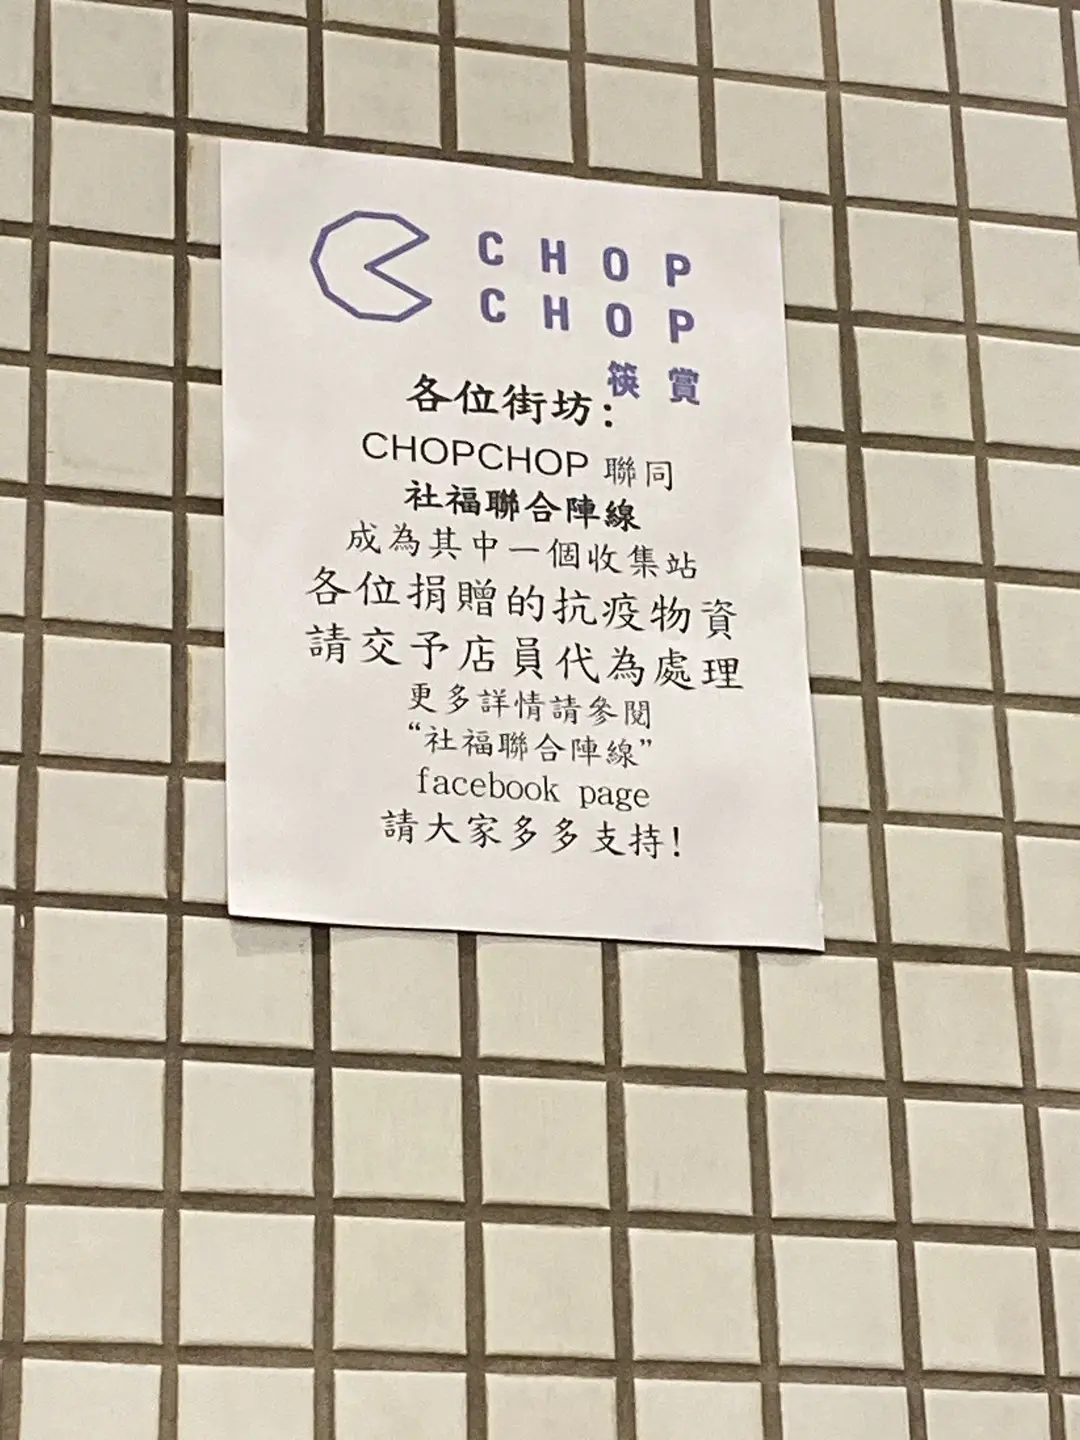 CHOP
CHOP
筷賞
各位街坊：
CHOPCHOP 聯同
社福聯合陣線
成為其中一個收集站
各位捐贈的抗疫物資
請交予店員代為處理
更多詳情請參閱
“社福聯合陣線”
facebook page
請大家多多支持！